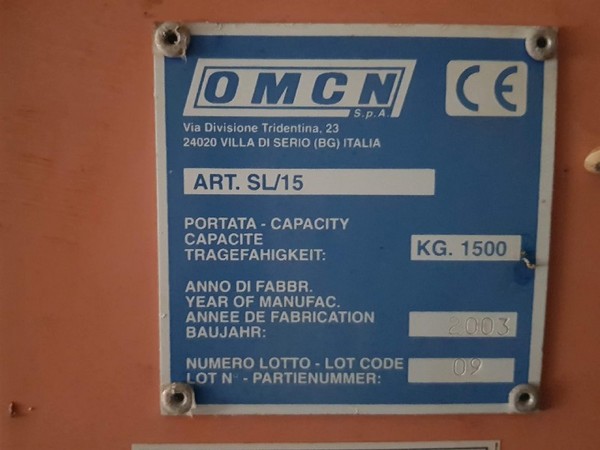 OMCN
S.p.A.
CE
Via Divisione Tridentina, 23
24020 VILLA DI SERIO (BG) ITALIA
ART. SL/15
PORTATA - CAPACITY
CAPACITE
TRAGEFAHIGKEIT:
KG. 1500
ANNO DI FABBR.
YEAR OF MANUFAC.
ANNEE DE FABRICATION
BAUJAHR:
2003
NUMERO LOTTO - LOT CODE
LOT N° - PARTIENUMMER:
09